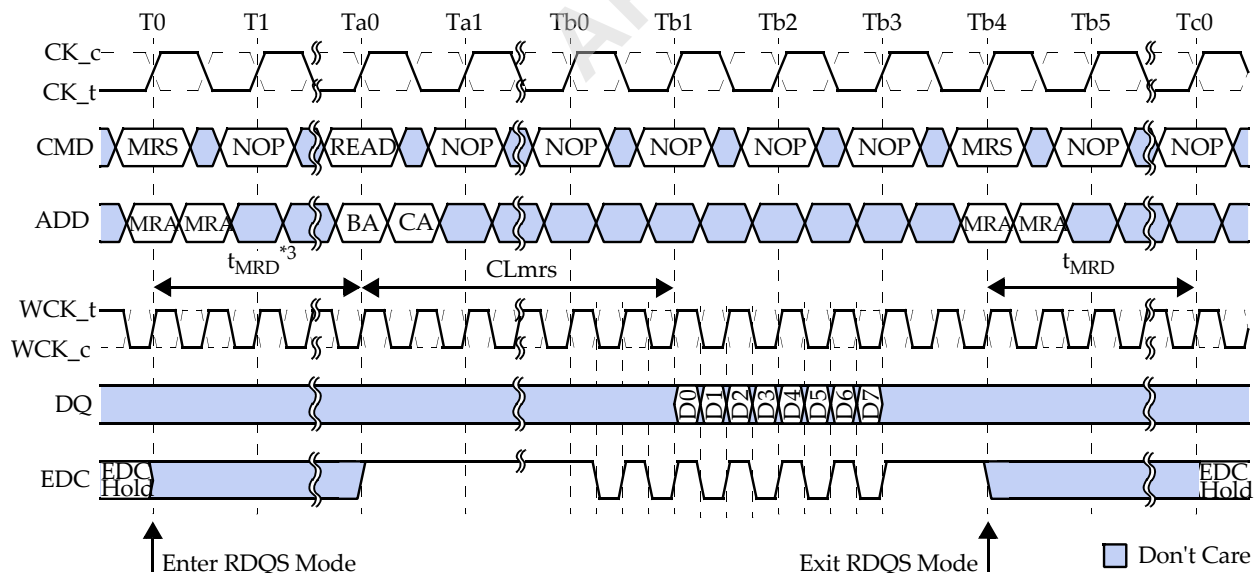 T0 T1 Ta0 Ta1 Tb0 Tb1 Tb2 Tb3 Tb4 Tb5 Tc0
CK_c
CK_t
CMD MRS NOP READ NOP NOP NOP NOP NOP MRS NOP NOP
ADD MRA MRA BA CA MRA MRA
tMRD*3 CLmrs tMRD
WCK_t
WCK_c
DQ D0 D1 D2 D3 D4 D5 D6 D7
EDC EDC Hold EDC Hold
Enter RDQS Mode Exit RDQS Mode Don't Care